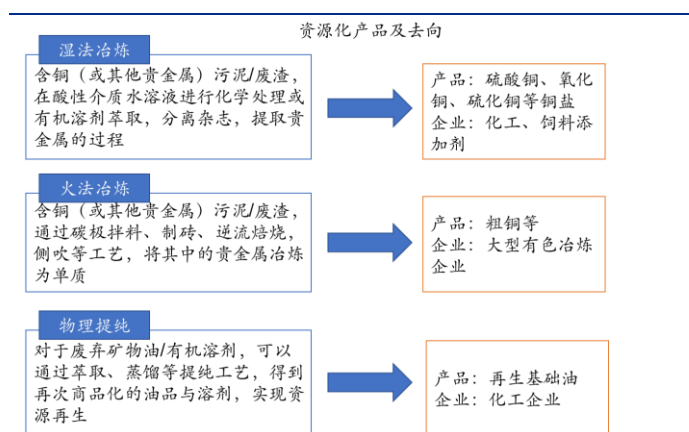 资源化产品及去向
湿法冶炼
含铜（或其他贵金属）污泥/废渣，
在酸性介质水溶液进行化学处理或
有机溶剂萃取，分离杂志，提取贵
金属的过程
产品：硫酸铜、氧化
铜、硫化铜等铜盐
企业：化工、饲料添
加剂
火法冶炼
含铜（或其他贵金属）污泥/废渣，
通过碳极拌料、制砖、逆流焙烧，
侧吹等工艺，将其中的贵金属冶炼
为单质
产品：粗铜等
企业：大型有色冶炼
企业
物理提纯
对于废弃矿物油/有机溶剂，可以
通过萃取、蒸馏等提纯工艺，得到
再次商品化的油品与溶剂，实现资
源再生
产品：再生基础油
企业：化工企业